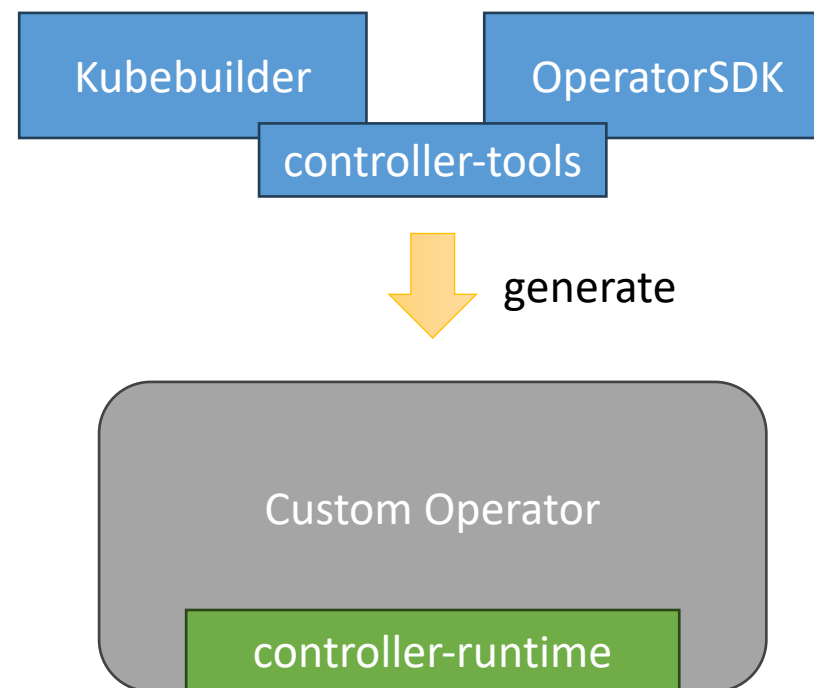 Kubebuilder
OperatorSDK
controller-tools
generate
Custom Operator
controller-runtime